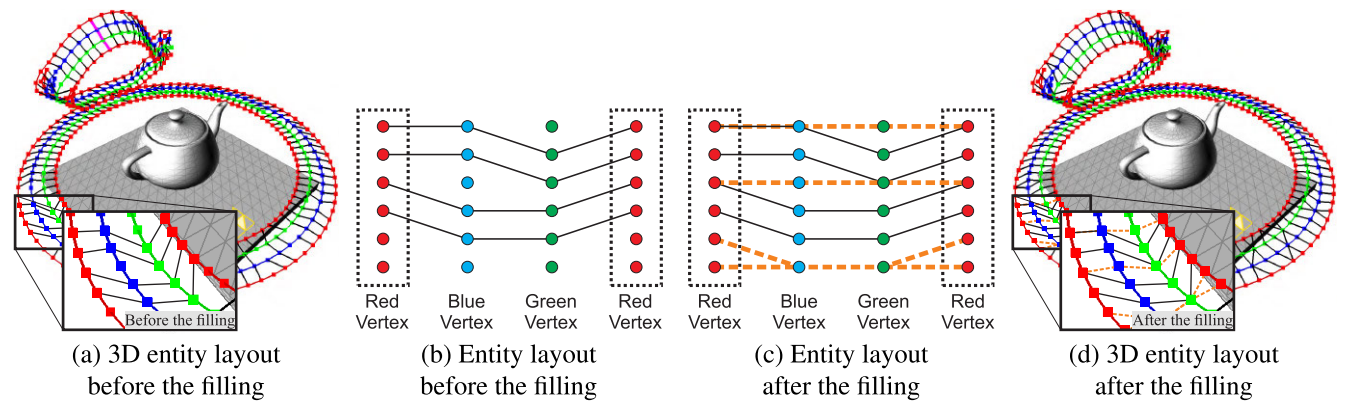 Before the filling
Red
Vertex
Blue
Vertex
Green
Vertex
Red
Vertex
Red
Vertex
Blue
Vertex
Green
Vertex
Red
Vertex
After the filling
(a) 3D entity layout
before the filling
(b) Entity layout
before the filling
(c) Entity layout
after the filling
(d) 3D entity layout
after the filling